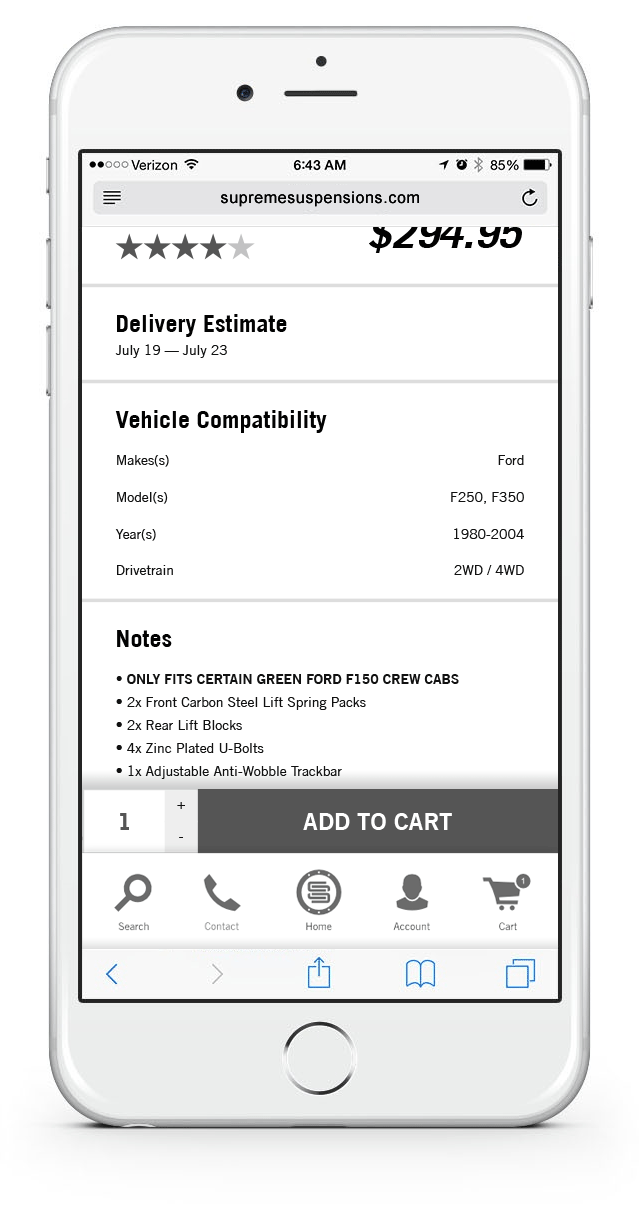 Verizon 6:43 AM 85%
supremesuspensions.com
$294.95
Delivery Estimate
July 19 — July 23
Vehicle Compatibility
Makes(s) Ford
Model(s) F250, F350
Year(s) 1980-2004
Drivetrain 2WD / 4WD
Notes
• ONLY FITS CERTAIN GREEN FORD F150 CREW CABS
• 2x Front Carbon Steel Lift Spring Packs
• 2x Rear Lift Blocks
• 4x Zinc Plated U-Bolts
• 1x Adjustable Anti-Wobble Trackbar
1 + - ADD TO CART
1
Search Contact Home Account Cart